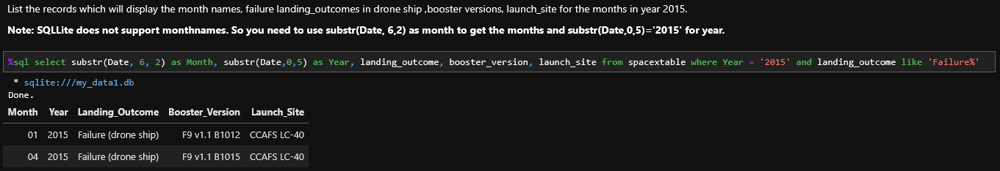 List the records which will display the month names, failure landing_outcomes in drone ship ,booster versions, launch_site for the months in year 2015.
Note: SQLLite does not support monthnames. So you need to use substr(Date, 6,2) as month to get the months and substr(Date,0,5)='2015' for year.
%sql select substr(Date, 6, 2) as Month, substr(Date,0,5) as Year, landing_outcome, booster_version, launch_site from spacextable where Year = '2015' and landing_outcome like 'Failure%'
* sqlite:///my_data1.db
Done.
Month Year Landing_Outcome Booster_Version Launch_Site
01 2015 Failure (drone ship) F9 v1.1 B1012 CCAFS LC-40
04 2015 Failure (drone ship) F9 v1.1 B1015 CCAFS LC-40